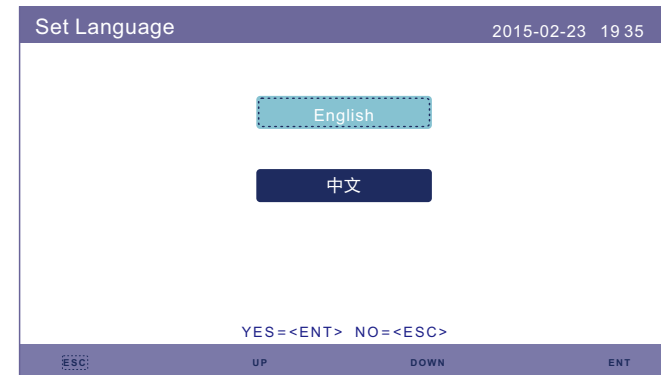 Set Language 2015-02-23 19 35
English
中文
YES=<ENT> NO=<ESC>
ESC UP DOWN ENT